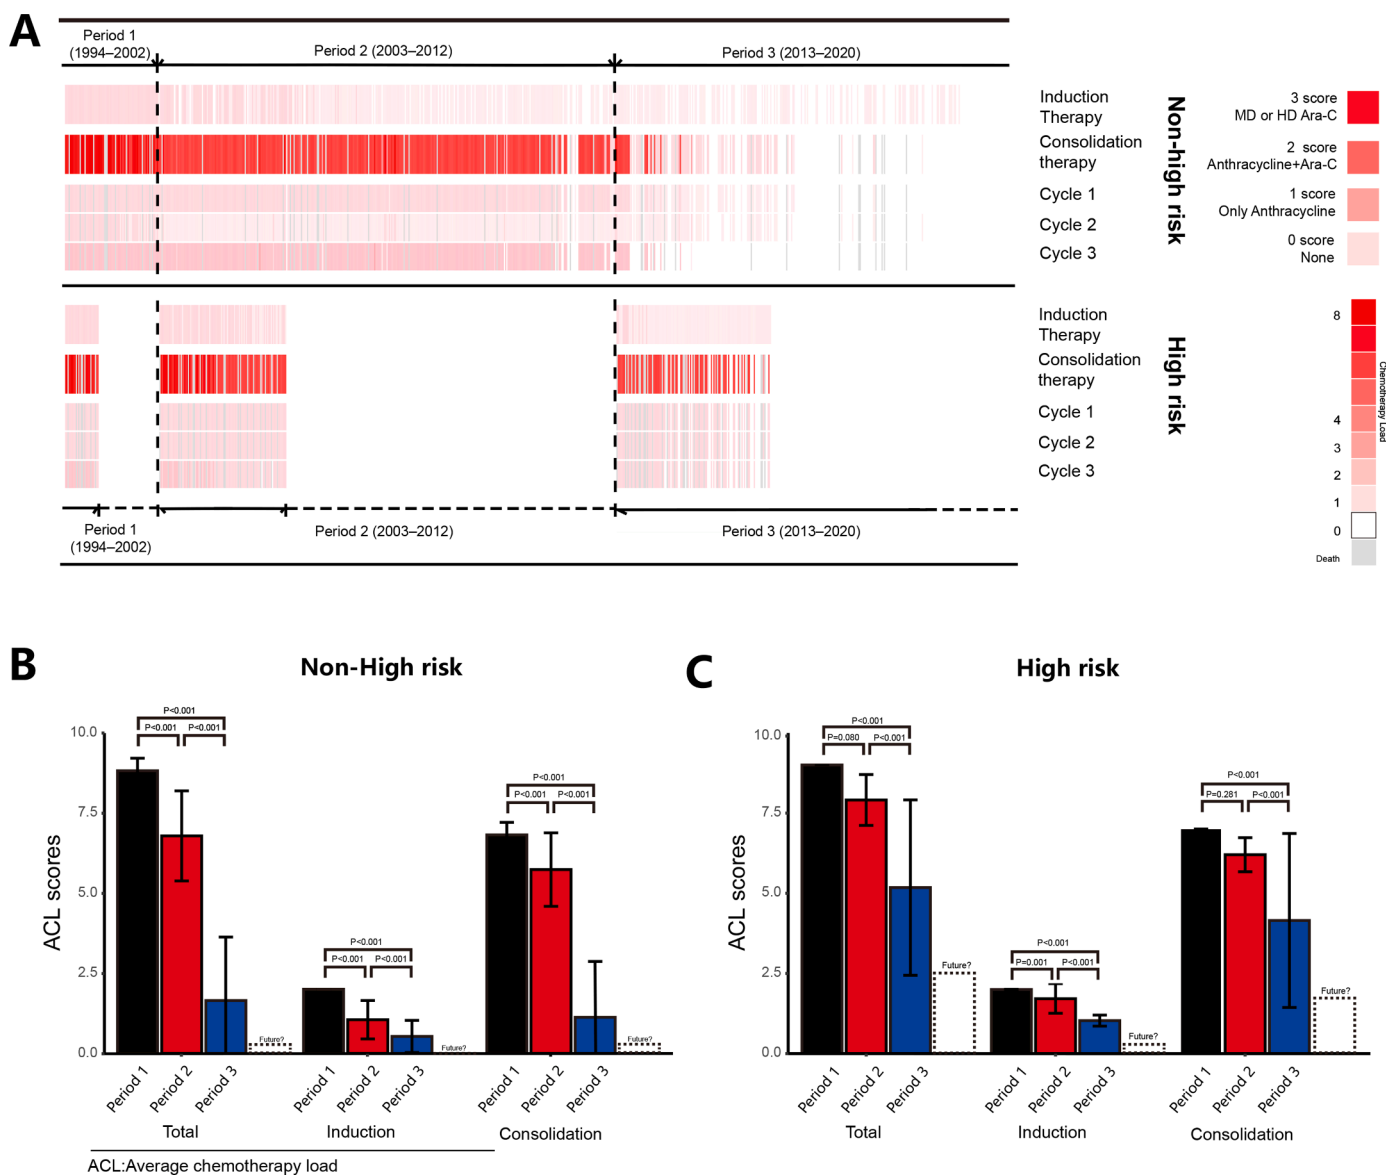 A
Period 1
(1994–2002)
Period 2 (2003–2012)
Period 3 (2013–2020)
Induction
Therapy
Consolidation
therapy
Cycle 1
Cycle 2
Cycle 3
Non-high risk
3 score
MD or HD Ara-C
2 score
Anthracycline+Ara-C
1 score
Only Anthracycline
0 score
None
Induction
Therapy
Consolidation
therapy
Cycle 1
Cycle 2
Cycle 3
High risk
8
4
3
2
1
0
Death
Chemotherapy Load
Period 1
(1994–2002)
Period 2 (2003–2012)
Period 3 (2013–2020)
B
Non-High risk
ACL scores
10.0
7.5
5.0
2.5
0.0
P<0.001
P<0.001
P<0.001
Future?
P<0.001
P<0.001
P<0.001
Future?
P<0.001
P<0.001
P<0.001
Future?
Period 1
Period 2
Period 3
Period 1
Period 2
Period 3
Period 1
Period 2
Period 3
Total
Induction
Consolidation
ACL:Average chemotherapy load
C
High risk
ACL scores
10.0
7.5
5.0
2.5
0.0
P<0.001
P=0.080
P<0.001
Future?
P<0.001
P=0.001
P<0.001
Future?
P<0.001
P=0.281
P<0.001
Future?
Period 1
Period 2
Period 3
Period 1
Period 2
Period 3
Period 1
Period 2
Period 3
Total
Induction
Consolidation